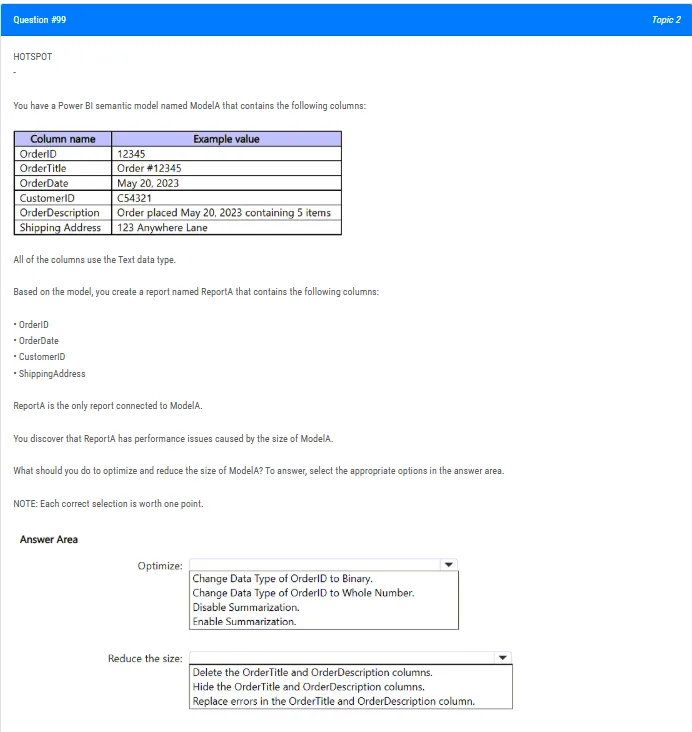 Question #99 Topic 2
HOTSPOT
-
You have a Power BI semantic model named ModelA that contains the following columns:
Column name Example value
OrderID 12345
OrderTitle Order #12345
OrderDate May 20, 2023
CustomerID C54321
OrderDescription Order placed May 20, 2023 containing 5 items
Shipping Address 123 Anywhere Lane
All of the columns use the Text data type.
Based on the model, you create a report named ReportA that contains the following columns:
• OrderID
• OrderDate
• CustomerID
• ShippingAddress
ReportA is the only report connected to ModelA.
You discover that ReportA has performance issues caused by the size of ModelA.
What should you do to optimize and reduce the size of ModelA? To answer, select the appropriate options in the answer area.
NOTE: Each correct selection is worth one point.
Answer Area
Optimize:
Change Data Type of OrderID to Binary.
Change Data Type of OrderID to Whole Number.
Disable Summarization.
Enable Summarization.
Reduce the size:
Delete the OrderTitle and OrderDescription columns.
Hide the OrderTitle and OrderDescription columns.
Replace errors in the OrderTitle and OrderDescription column.